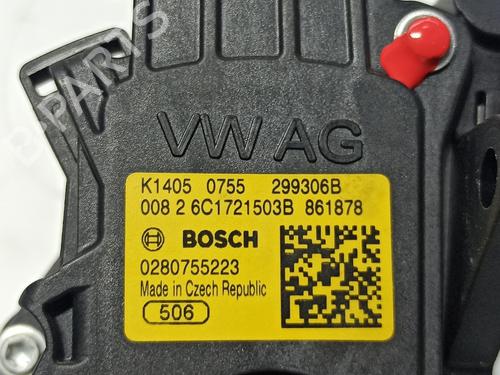 B-PARTS
VW AG
K1405 0755 299306B
008 2 6C1721503B 861878
BOSCH
0280755223
Made in Czech Republic
506